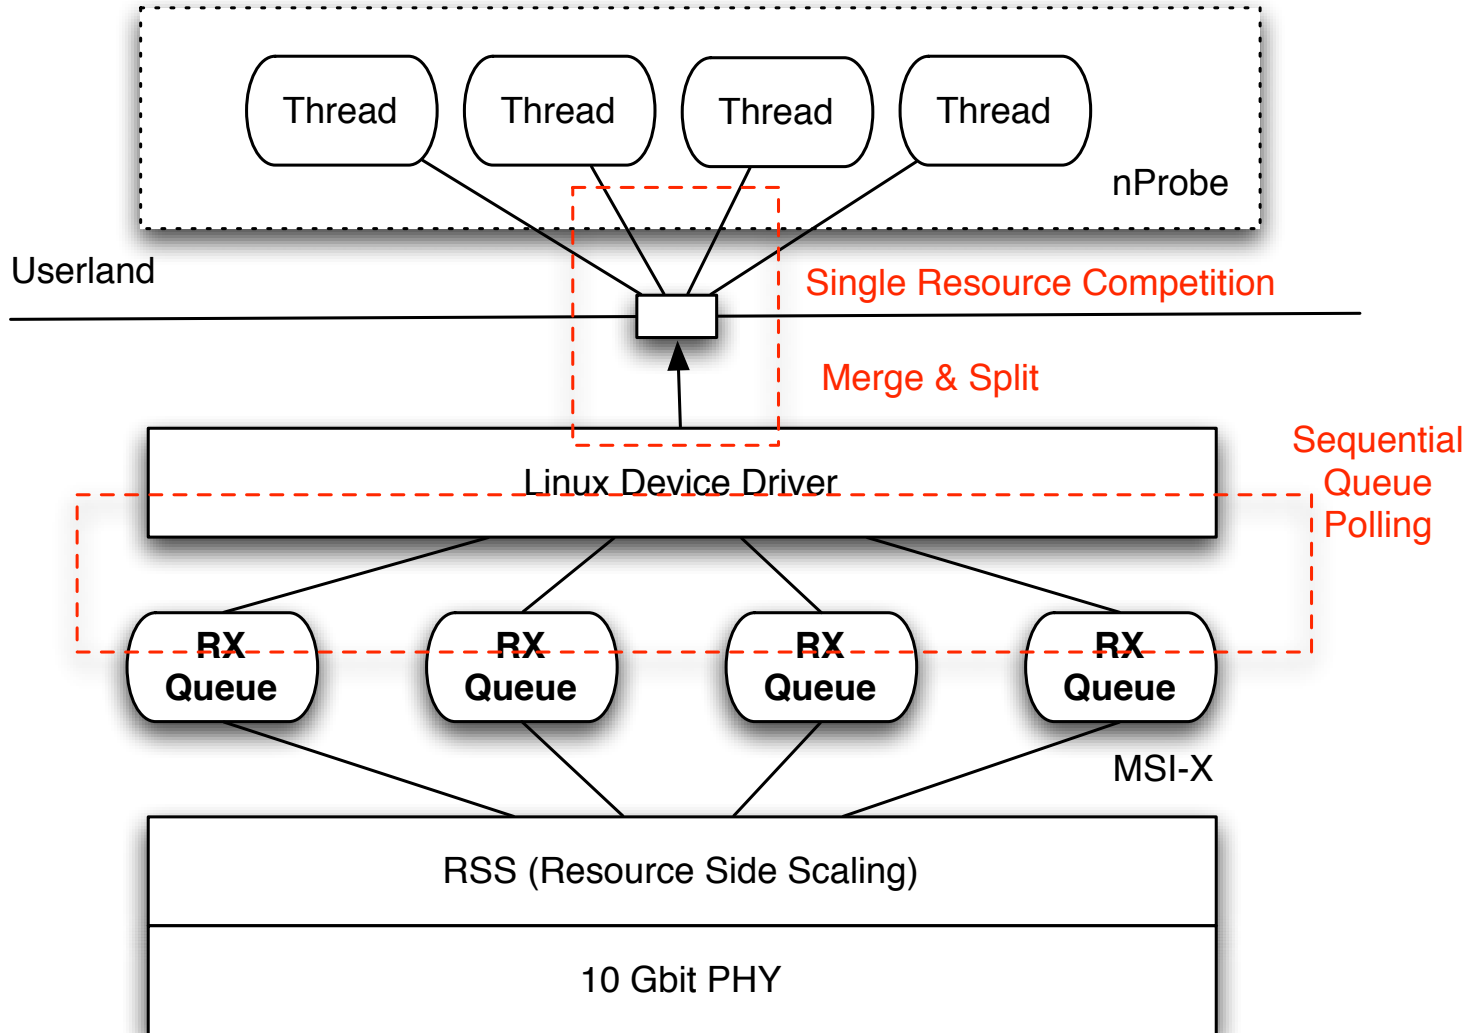 Thread Thread Thread Thread
nProbe
Userland
Single Resource Competition
Merge & Split
Sequential
Queue
Polling
Linux Device Driver
RX
Queue
RX
Queue
RX
Queue
RX
Queue
MSI-X
RSS (Resource Side Scaling)
10 Gbit PHY